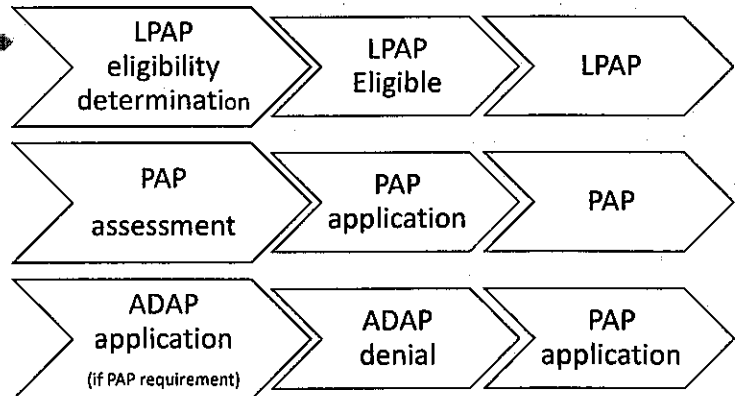 LPAP
eligibility
determination
LPAP
Eligible
LPAP
PAP
assessment
PAP
application
PAP
ADAP
application
(if PAP requirement)
ADAP
denial
PAP
application